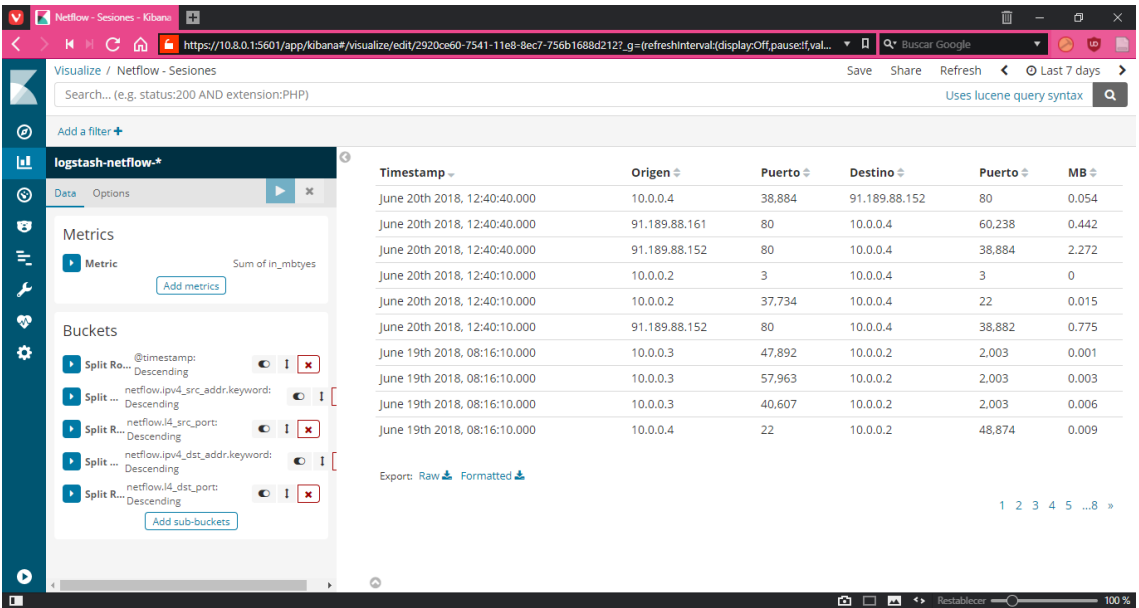 Netflow - Sesiones - Kibana
https://10.8.0.1:5601/app/kibana#/visualize/edit/2920ce60-7541-11e8-8ec7-756b1688d212?_g=(refreshInterval:(display:Off,pause:!f,val...
Buscar Google
Visualize / Netflow - Sesiones
Save Share Refresh Last 7 days
Search... (e.g. status:200 AND extension:PHP)
Uses lucene query syntax
Add a filter +
logstash-netflow-*
Data Options
Metrics
Metric Sum of in_mbtyes
Add metrics
Buckets
Split Ro... @timestamp: Descending
Split ... netflow.ipv4_src_addr.keyword: Descending
Split R... netflow.l4_src_port: Descending
Split ... netflow.ipv4_dst_addr.keyword: Descending
Split R... netflow.l4_dst_port: Descending
Add sub-buckets
Timestamp Origen Puerto Destino Puerto MB
June 20th 2018, 12:40:40.000 10.0.0.4 38,884 91.189.88.152 80 0.054
June 20th 2018, 12:40:40.000 91.189.88.161 80 10.0.0.4 60,238 0.442
June 20th 2018, 12:40:40.000 91.189.88.152 80 10.0.0.4 38,884 2.272
June 20th 2018, 12:40:10.000 10.0.0.2 3 10.0.0.4 3 0
June 20th 2018, 12:40:10.000 10.0.0.2 37,734 10.0.0.4 22 0.015
June 20th 2018, 12:40:10.000 91.189.88.152 80 10.0.0.4 38,882 0.775
June 19th 2018, 08:16:10.000 10.0.0.3 47,892 10.0.0.2 2,003 0.001
June 19th 2018, 08:16:10.000 10.0.0.3 57,963 10.0.0.2 2,003 0.003
June 19th 2018, 08:16:10.000 10.0.0.3 40,607 10.0.0.2 2,003 0.006
June 19th 2018, 08:16:10.000 10.0.0.4 22 10.0.0.2 48,874 0.009
Export: Raw Formatted
1 2 3 4 5 ...8 »
Restablecer 100 %